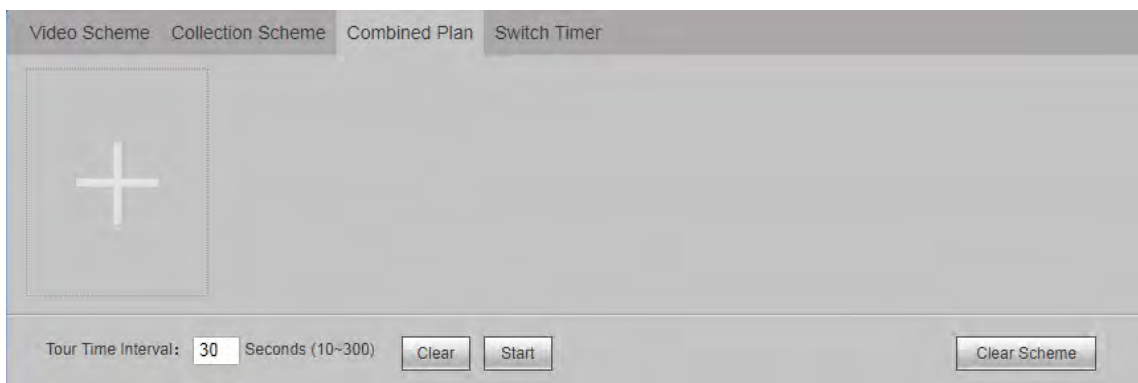 Video Scheme Collection Scheme Combined Plan Switch Timer
Tour Time Interval: 30 Seconds (10~300) Clear Start Clear Scheme